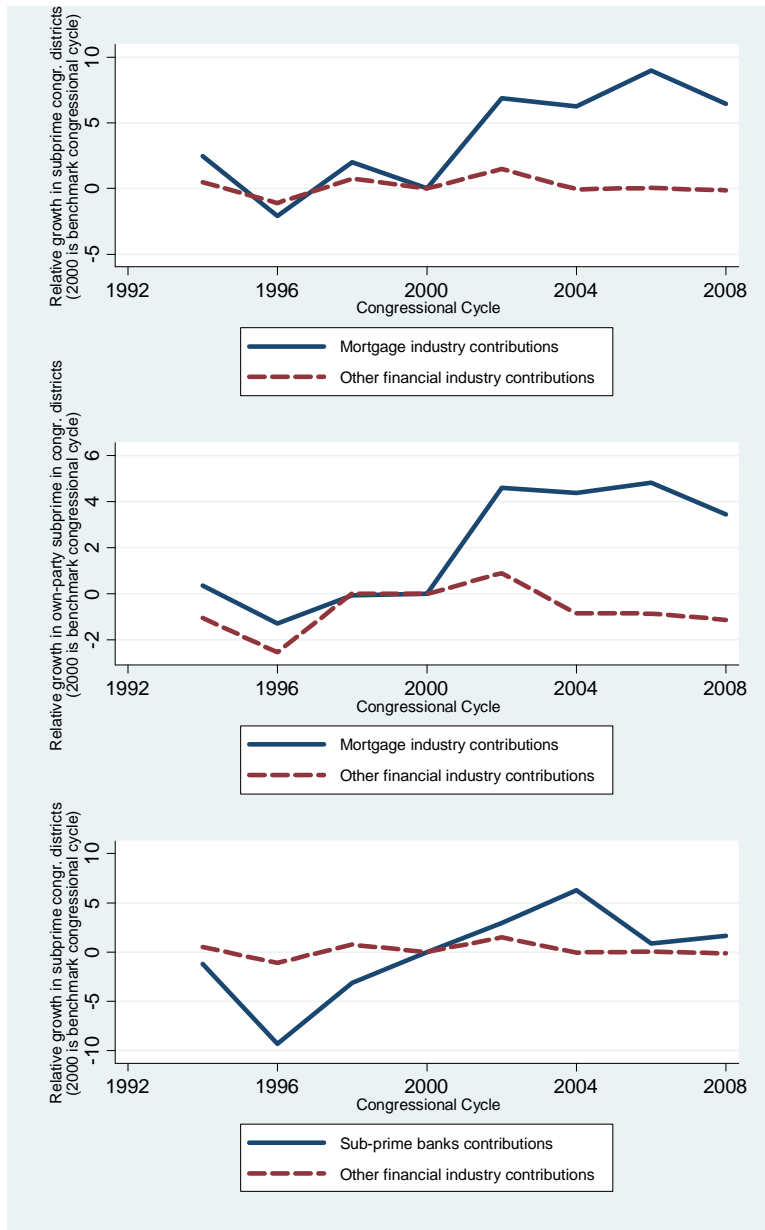 Relative growth in subprime congr. districts
(2000 is benchmark congressional cycle)
10
5
0
-5
1992 1996 2000 2004 2008
Congressional Cycle
Mortgage industry contributions
Other financial industry contributions
Relative growth in own-party subprime in congr. districts
(2000 is benchmark congressional cycle)
6
4
2
0
-2
1992 1996 2000 2004 2008
Congressional Cycle
Mortgage industry contributions
Other financial industry contributions
Relative growth in subprime congr. districts
(2000 is benchmark congressional cycle)
10
5
0
-5
-10
1992 1996 2000 2004 2008
Congressional Cycle
Sub-prime banks contributions
Other financial industry contributions